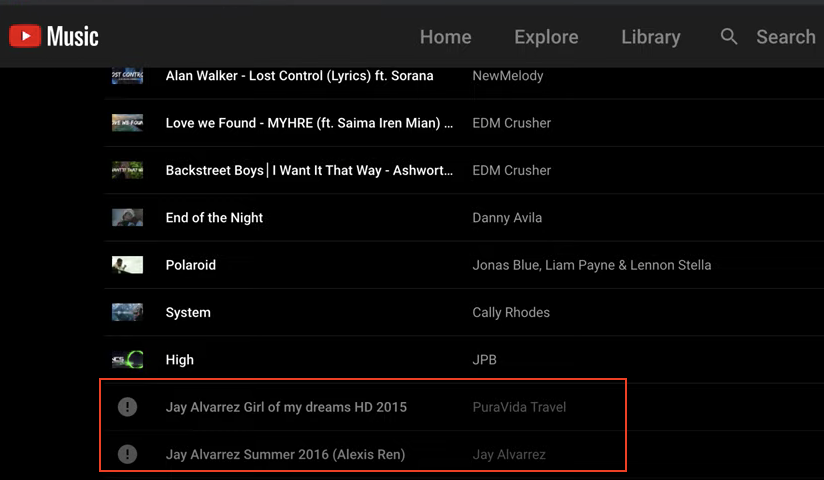 Music
Home Explore Library Search
Alan Walker - Lost Control (Lyrics) ft. Sorana NewMelody
Love we Found - MYHRE (ft. Saima Iren Mian) ... EDM Crusher
Backstreet Boys│I Want It That Way - Ashwort... EDM Crusher
End of the Night Danny Avila
Polaroid Jonas Blue, Liam Payne & Lennon Stella
System Cally Rhodes
High JPB
Jay Alvarrez Girl of my dreams HD 2015 PuraVida Travel
Jay Alvarrez Summer 2016 (Alexis Ren) Jay Alvarrez